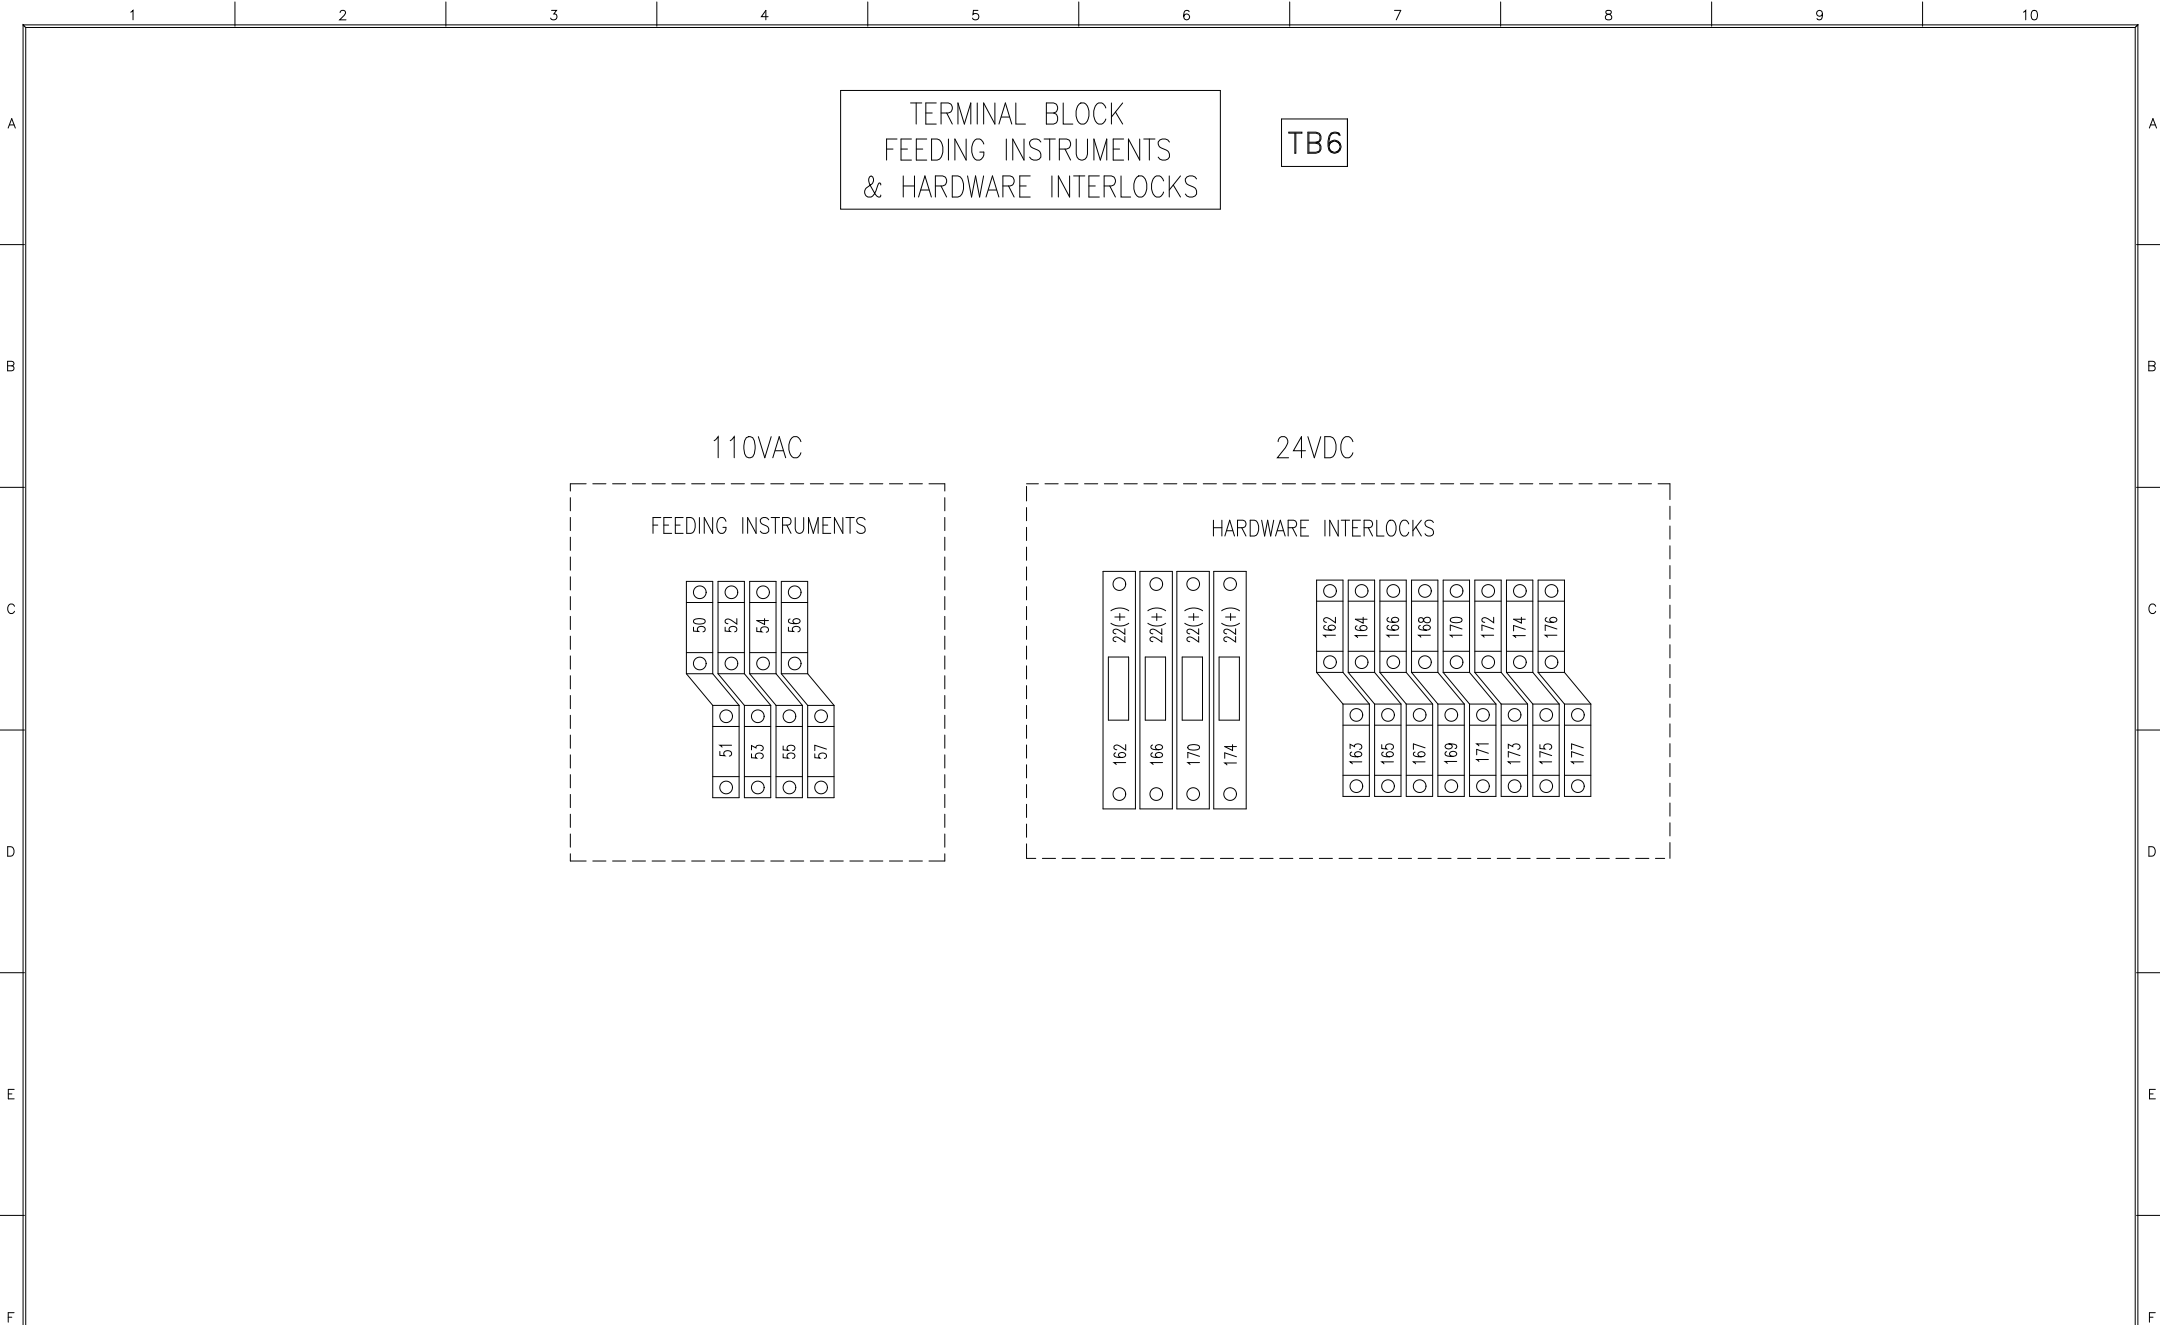 1 2 3 4 5 6 7 8 9 10
A A
TERMINAL BLOCK
FEEDING INSTRUMENTS
& HARDWARE INTERLOCKS
TB6
B B
110VAC
24VDC
FEEDING INSTRUMENTS
HARDWARE INTERLOCKS
C C
50 52 54 56
51 53 55 57
22(+) 22(+) 22(+) 22(+)
162 166 170 174
162 164 166 168 170 172 174 176
163 165 167 169 171 173 175 177
D D
E E
F F